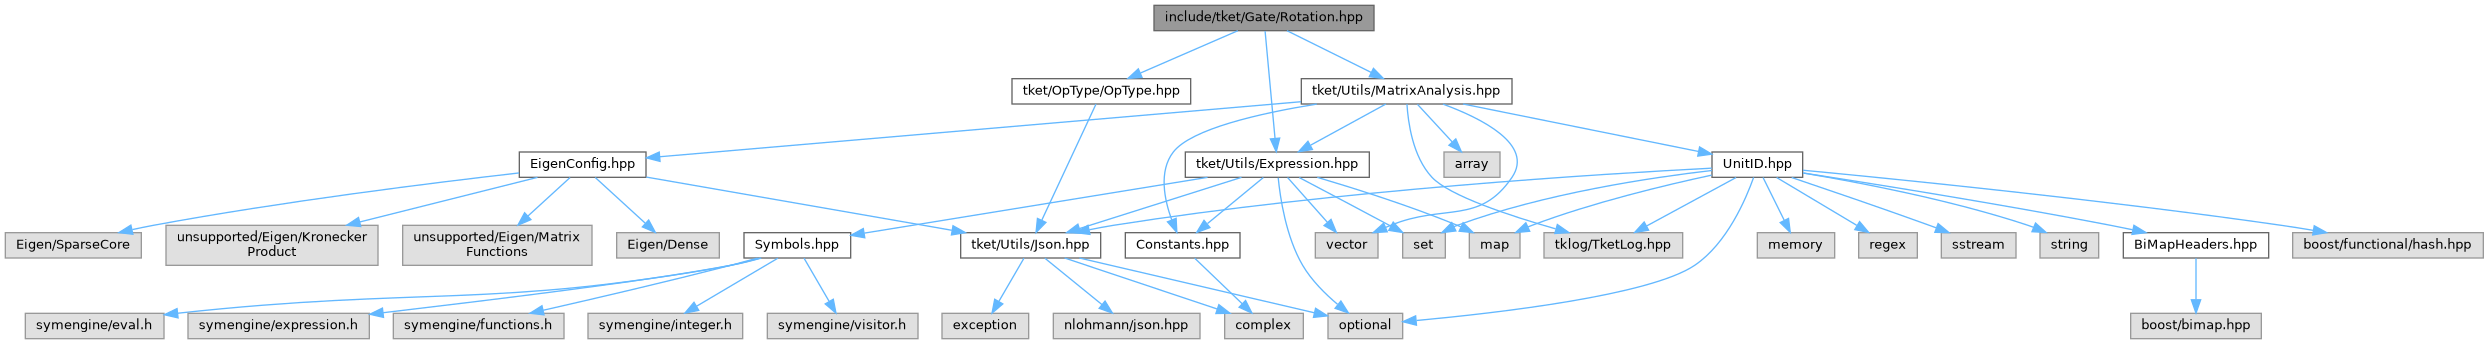 include/tket/Gate/Rotation.hpp
tket/OpType/OpType.hpp
tket/Utils/MatrixAnalysis.hpp
EigenConfig.hpp
tket/Utils/Expression.hpp
array
UnitID.hpp
Eigen/SparseCore
unsupported/Eigen/Kronecker
Product
unsupported/Eigen/Matrix
Functions
Eigen/Dense
Symbols.hpp
tket/Utils/Json.hpp
Constants.hpp
vector
set
map
tklog/TketLog.hpp
memory
regex
sstream
string
BiMapHeaders.hpp
boost/functional/hash.hpp
symengine/eval.h
symengine/expression.h
symengine/functions.h
symengine/integer.h
symengine/visitor.h
exception
nlohmann/json.hpp
complex
optional
boost/bimap.hpp